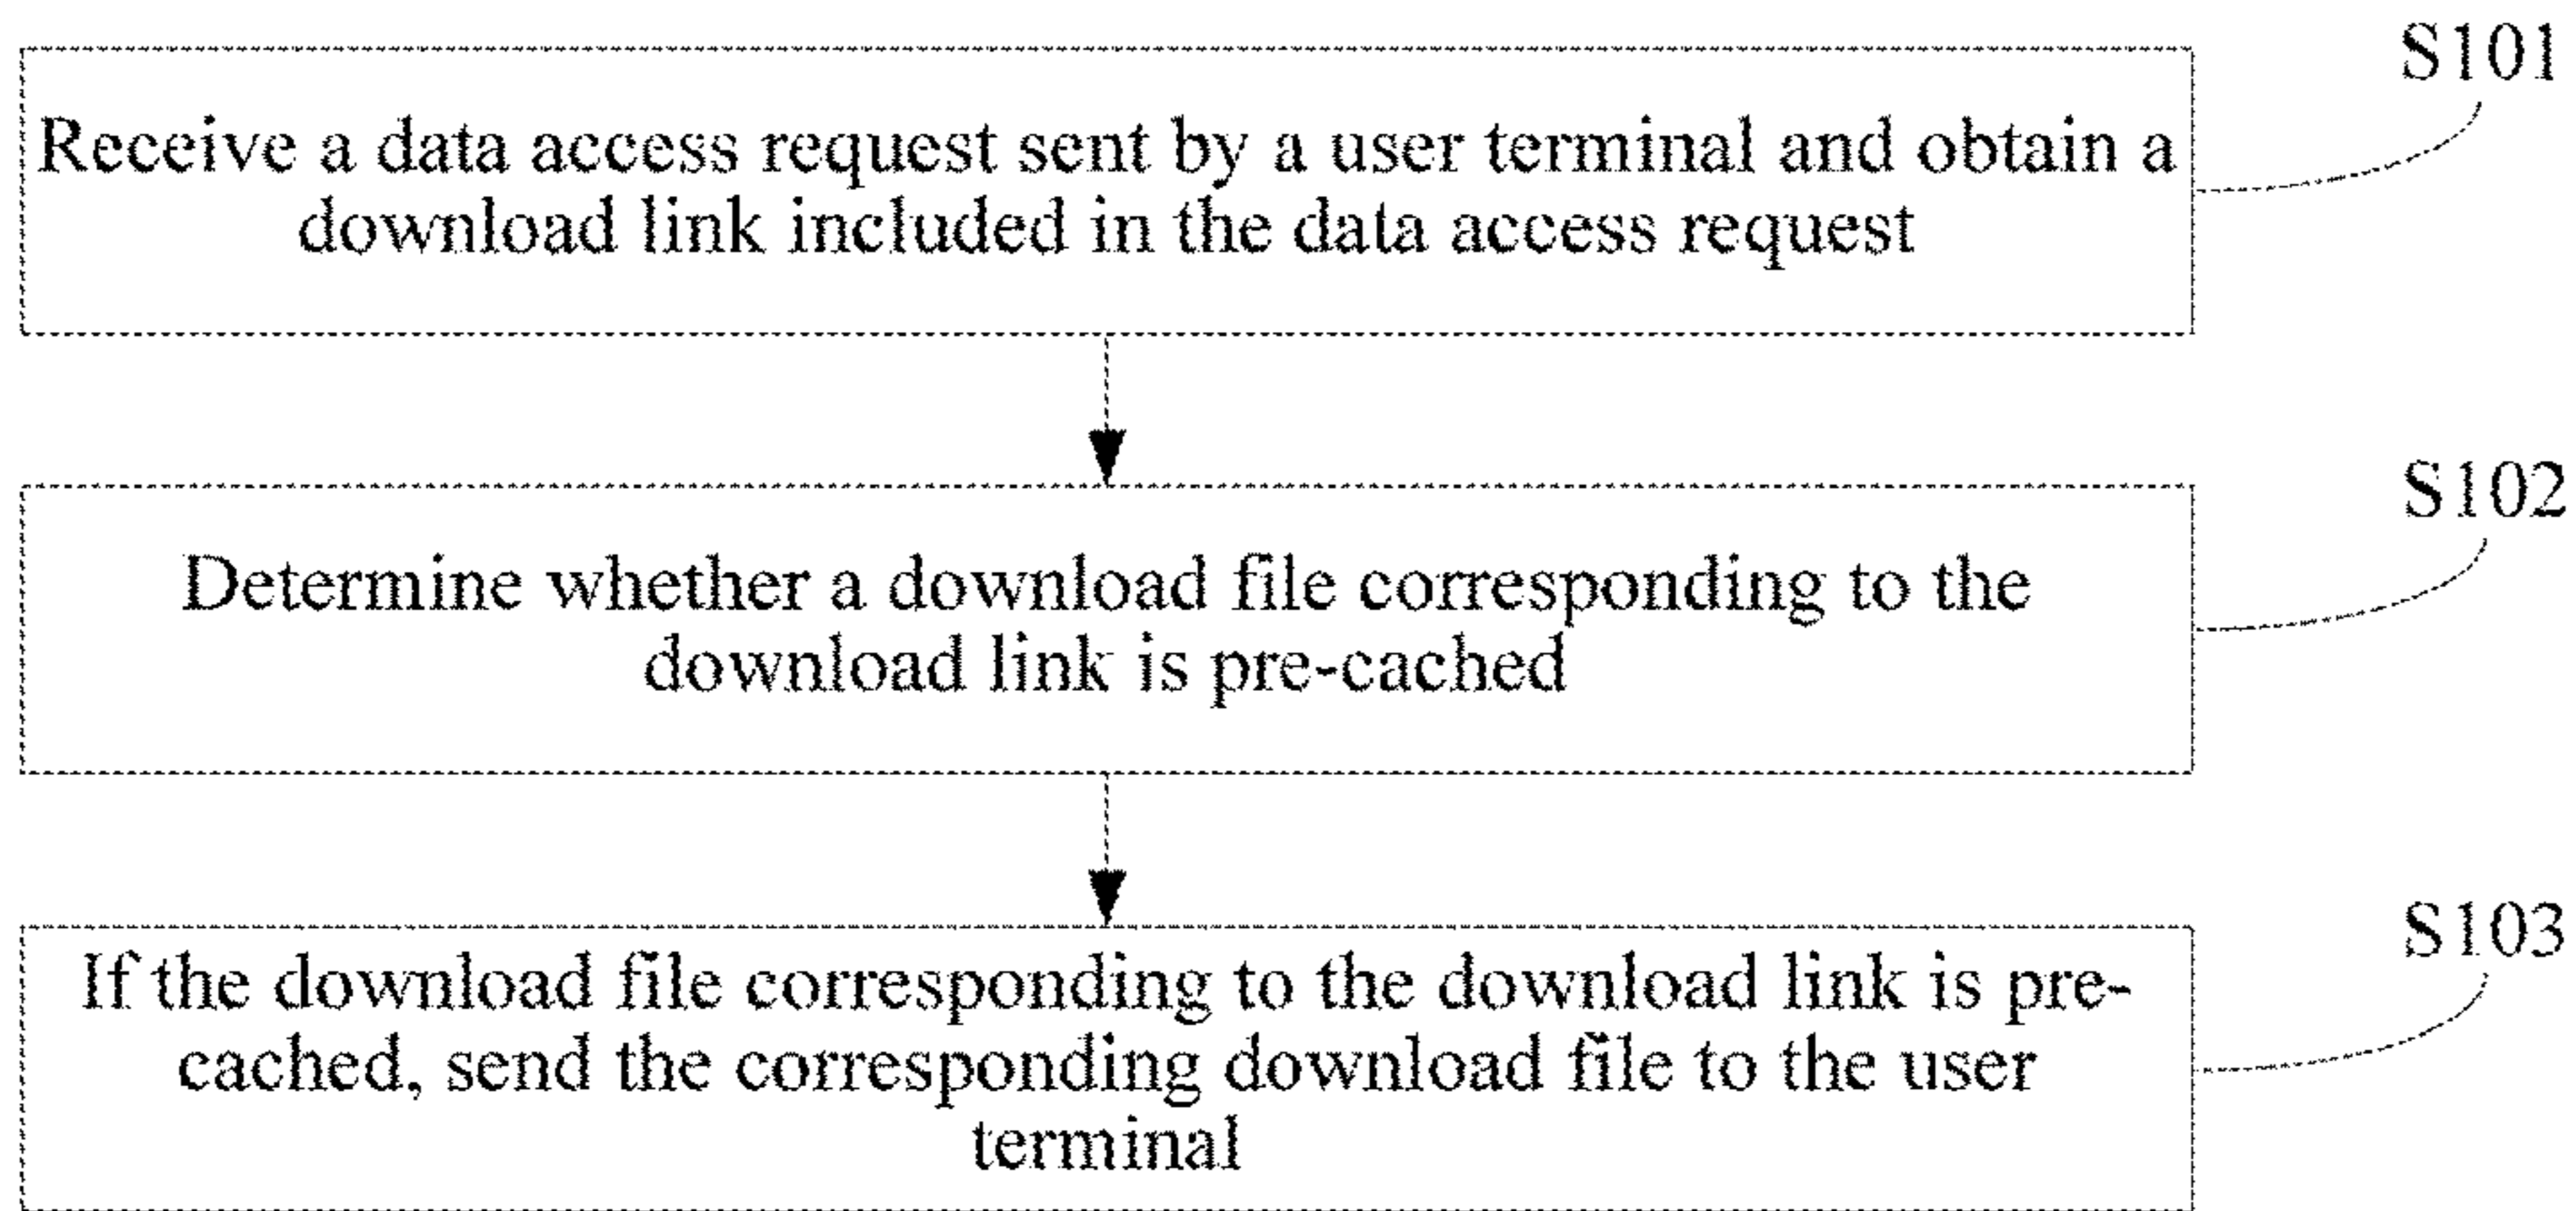 S101
Receive a data access request sent by a user terminal and obtain a
download link included in the data access request
S102
Determine whether a download file corresponding to the
download link is pre-cached
S103
If the download file corresponding to the download link is pre-
cached, send the corresponding download file to the user
terminal